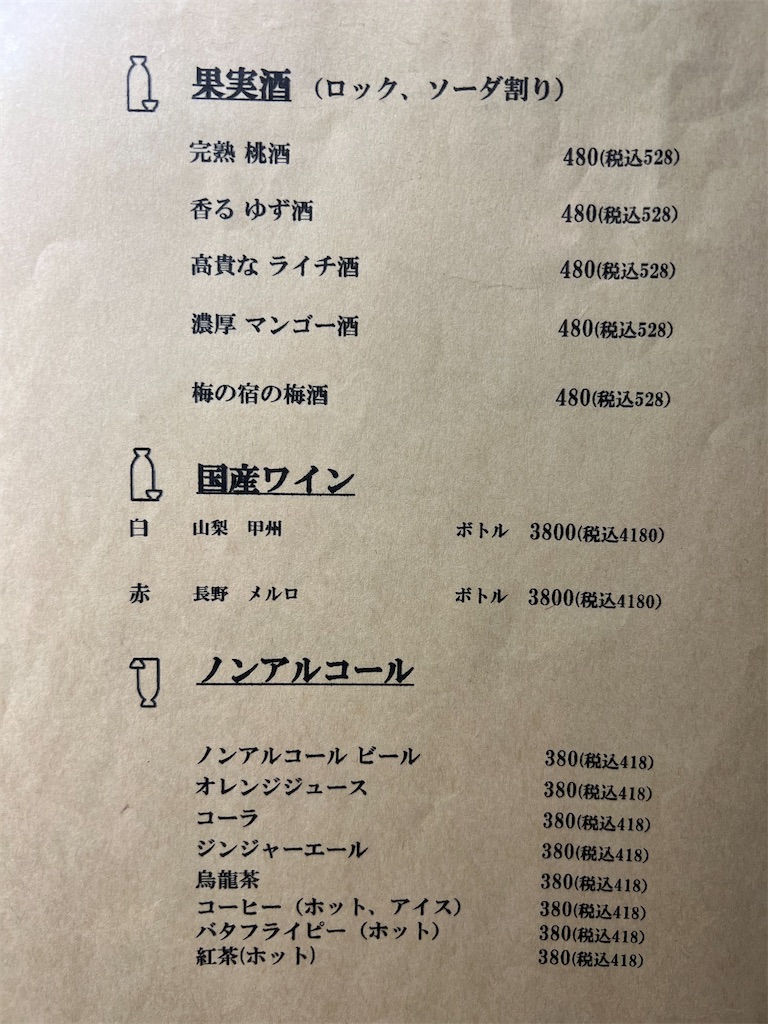 果実酒 （ロック、ソーダ割り）
完熟 桃酒 480(税込528)
香る ゆず酒 480(税込528)
高貴な ライチ酒 480(税込528)
濃厚 マンゴー酒 480(税込528)
梅の宿の梅酒 480(税込528)
国産ワイン
白 山梨 甲州 ボトル 3800(税込4180)
赤 長野 メルロ ボトル 3800(税込4180)
ノンアルコール
ノンアルコール ビール 380(税込418)
オレンジジュース 380(税込418)
コーラ 380(税込418)
ジンジャーエール 380(税込418)
烏龍茶 380(税込418)
コーヒー（ホット、アイス） 380(税込418)
バタフライピー（ホット） 380(税込418)
紅茶(ホット) 380(税込418)